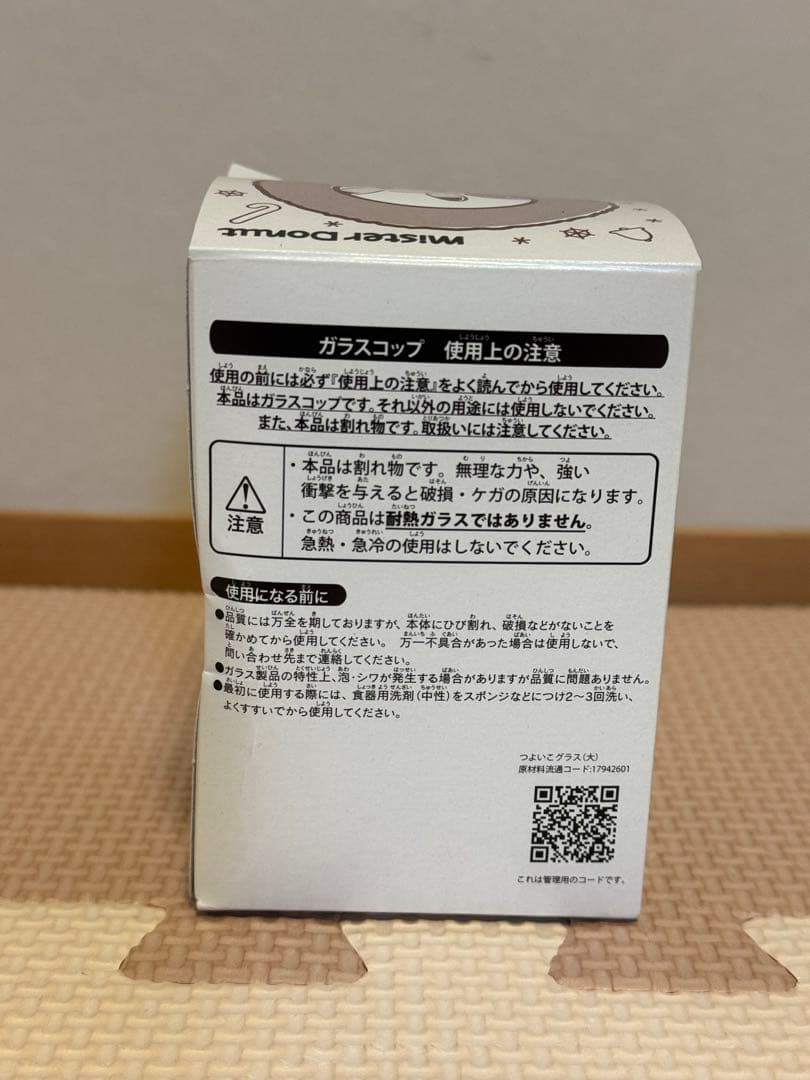 mister Donut
ガラスコップ 使用上の注意
使用の前には必ず『使用上の注意』をよく読んでから使用してください。
本品はガラスコップです。それ以外の用途には使用しないでください。
また、本品は割れ物です。取扱いには注意してください。
・本品は割れ物です。無理な力や、強い
衝撃を与えると破損・ケガの原因になります。
注意
・この商品は耐熱ガラスではありません。
急熱・急冷の使用はしないでください。
使用になる前に
●品質には万全を期しておりますが、本体にひび割れ、破損などがないことを
確かめてから使用してください。 万一不具合があった場合は使用しないで、
問い合わせ先まで連絡してください。
●ガラス製品の特性上、泡・シワが発生する場合がありますが品質に問題ありません。
●最初に使用する際には、食器用洗剤(中性)をスポンジなどにつけ2〜3回洗い、
よくすすいでから使用してください。
つよいこグラス(大)
原材料流通コード:17942601
これは管理用のコードです。